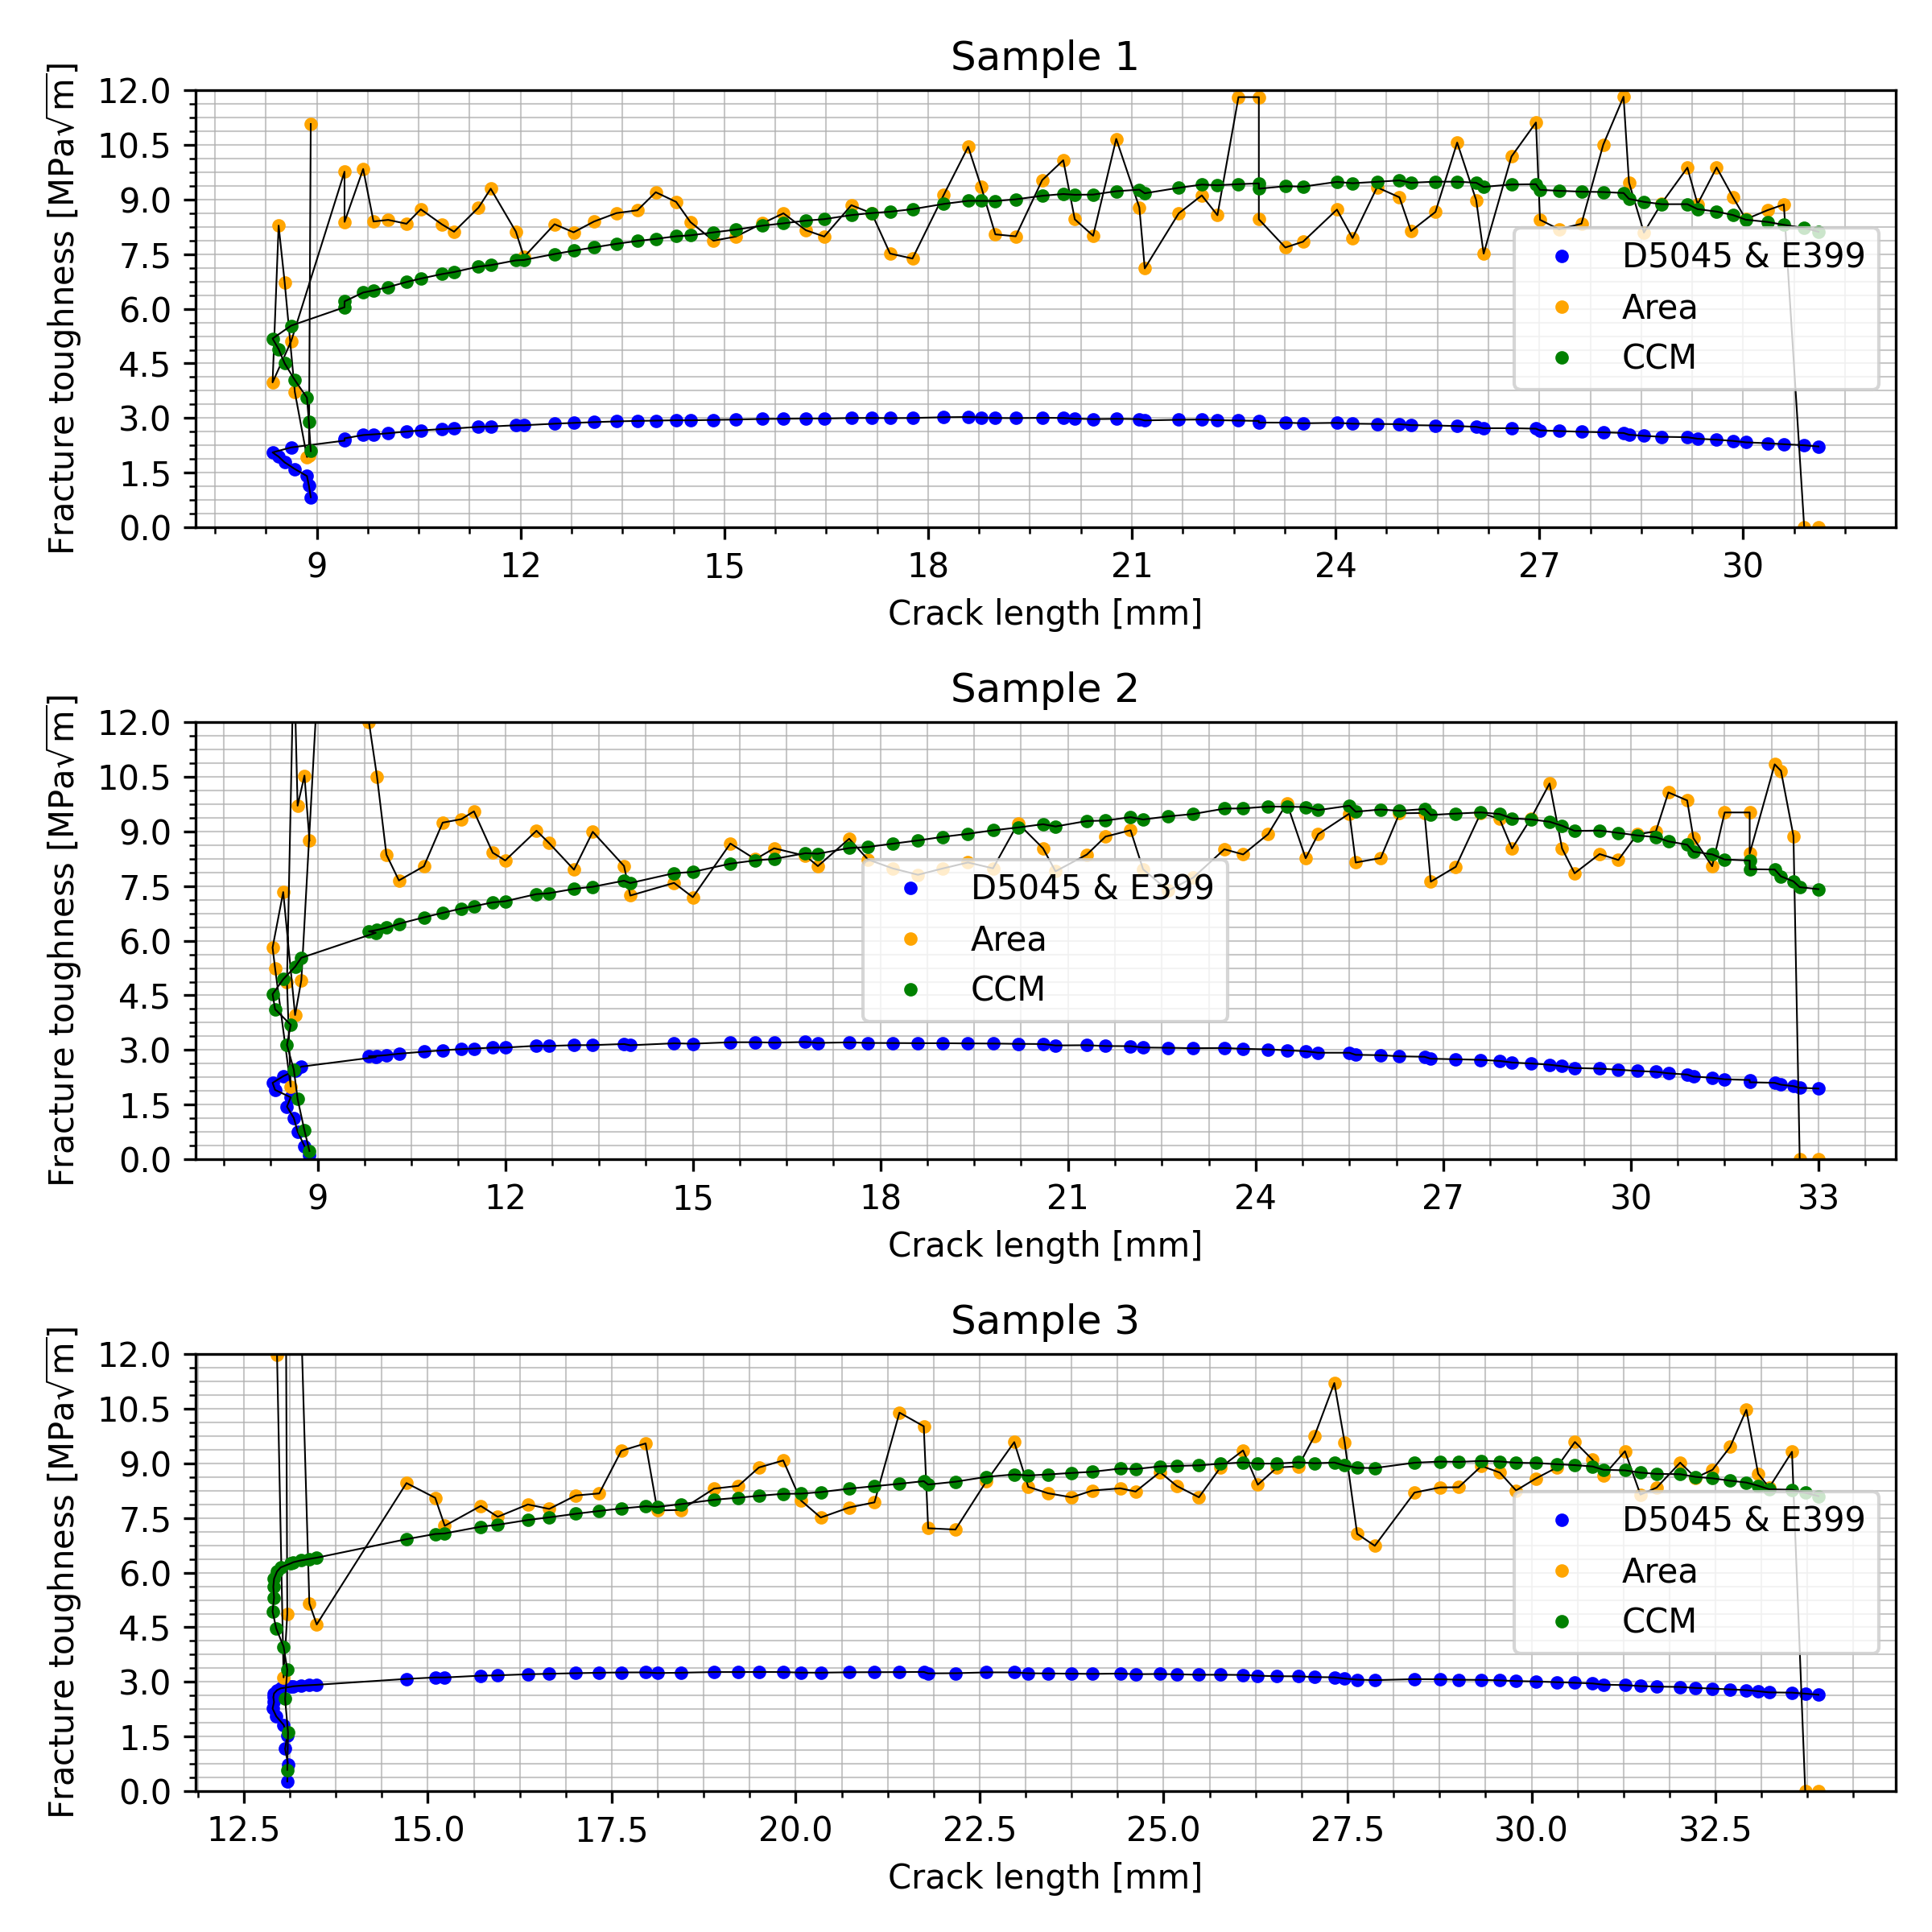 Sample 1
Fracture toughness [MPa√m]
12.0
10.5
9.0
7.5
6.0
4.5
3.0
1.5
0.0
D5045 & E399
Area
CCM
9 12 15 18 21 24 27 30
Crack length [mm]
Sample 2
Fracture toughness [MPa√m]
12.0
10.5
9.0
7.5
6.0
4.5
3.0
1.5
0.0
D5045 & E399
Area
CCM
9 12 15 18 21 24 27 30 33
Crack length [mm]
Sample 3
Fracture toughness [MPa√m]
12.0
10.5
9.0
7.5
6.0
4.5
3.0
1.5
0.0
D5045 & E399
Area
CCM
12.5 15.0 17.5 20.0 22.5 25.0 27.5 30.0 32.5
Crack length [mm]